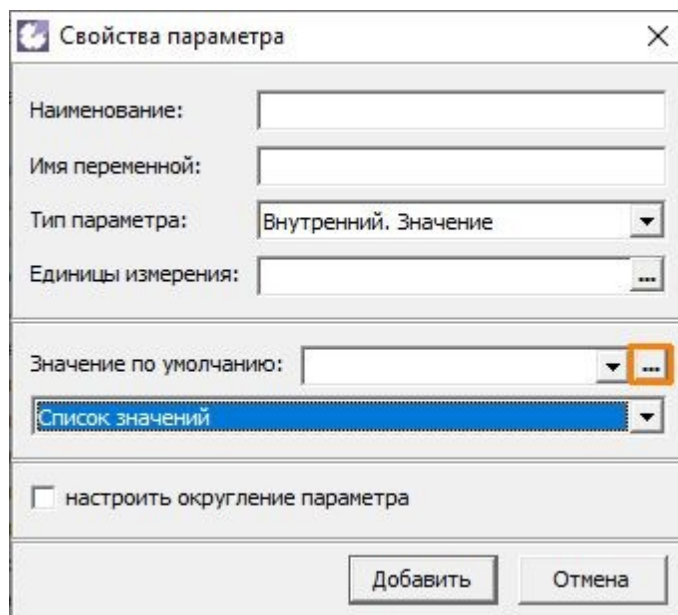 Свойства параметра
Наименование:
Имя переменной:
Тип параметра: Внутренний. Значение
Единицы измерения: ...
Значение по умолчанию: ...
Список значений
настроить округление параметра
Добавить Отмена